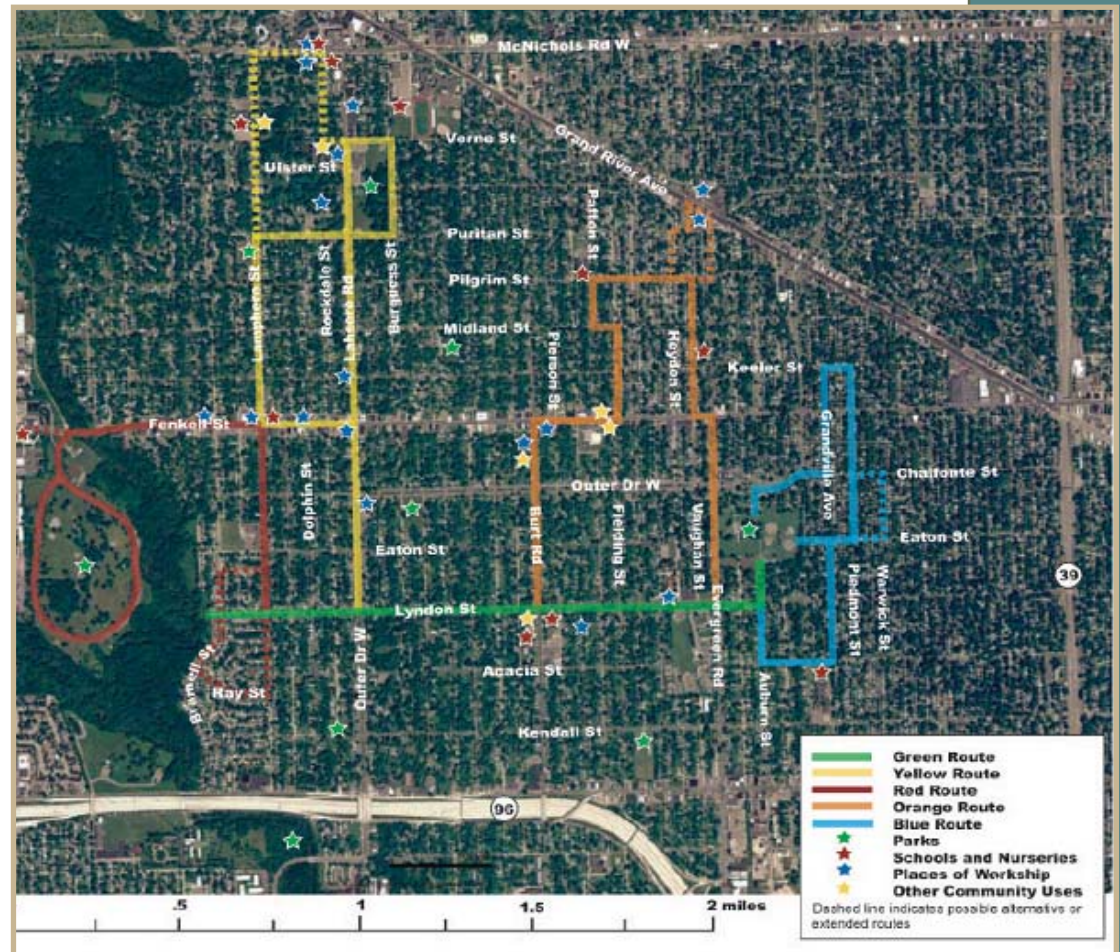 McNichols Rd W
Verne St
Grand River Ave
Ulster St
Patton St
Puritan St
Pilgrim St
Midland St
Lamphere St
Rockdale St
Lahsere Rd
Burgess St
Pierson St
Heydon St
Keeler St
Fenkell St
Grandville Ave
Chalfonte St
Outer Dr W
Dolphin St
Burt Rd
Fielding St
Vaughan St
Eaton St
Eaton St
39
Piedmont St
Warwick St
Lyndon St
Evergreen Rd
Outer Dr W
Acacia St
Auburn St
Bramell St
Ray St
Kendall St
96
Green Route
Yellow Route
Red Route
Orange Route
Blue Route
Parks
Schools and Nurseries
Places of Workship
Other Community Uses
Dashed line indicates possible alternative or
extended routes
.5 1 1.5 2 miles